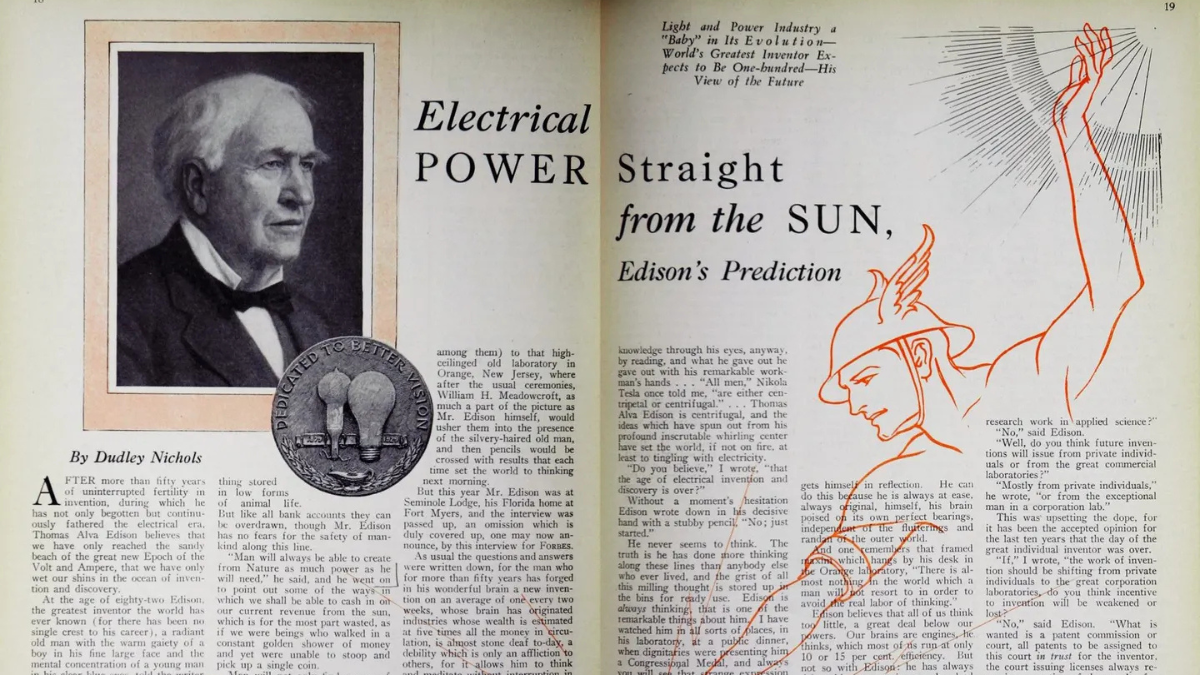 Electrical
POWER
By Dudley Nichols
DEDICATED TO BETTER VISION
AFTER more than fifty years
of uninterrupted fertility in
invention, during which he
has not only begotten but continu-
ously fathered the electrical era,
Thomas Alva Edison believes that
we have only reached the sandy
beach of the great new Epoch of the
Volt and Ampere, that we have only
wet our shins in the ocean of inven-
tion and discovery.
At the age of eighty-two Edison,
the greatest inventor the world has
ever known (for there has been no
single crest to his career), a radiant
old man with the warm gaiety of a
boy in his fine large face and the
mental concentration of a young man
thing stored
in low forms
of animal life.
But like all bank accounts they can
be overdrawn, though Mr. Edison
has no fears for the safety of man-
kind along this line.
"Man will always be able to create
from Nature as much power as he
will need," he said, and he went on
to point out some of the ways in
which we shall be able to cash in on
our current revenue from the sun,
which is for the most part wasted, as
if we were beings who walked in a
constant golden shower of money
and yet were unable to stoop and
pick up a single coin.
among them) to that high-
ceilinged old laboratory in
Orange, New Jersey, where
after the usual ceremonies,
William H. Meadowcroft, as
much a part of the picture as
Mr. Edison himself, would
usher them into the presence
of the silvery-haired old man,
and then pencils would be
crossed with results that each
time set the world to thinking
next morning.
But this year Mr. Edison was at
Seminole Lodge, his Florida home at
Fort Myers, and the interview was
passed up, an omission which is
duly covered up, one may now an-
nounce, by this interview for FORBES.
As usual the questions and answers
were written down, for the man who
for more than fifty years has forged
in his wonderful brain a new inven-
tion on an average of one every two
weeks, whose brain has originated
industries whose wealth is estimated
at five times all the money in circu-
lation, is almost stone deaf to-day, a
debility which is only an affliction to
others, for it allows him to think
and meditate without interruption in
19
Light and Power Industry a
"Baby" in Its Evolution—
World's Greatest Inventor Ex-
pects to Be One-hundred—His
View of the Future
Straight
from the SUN,
Edison's Prediction
knowledge through his eyes, anyway,
by reading, and what he gave out he
gave out with his remarkable work-
man's hands . . . "All men," Nikola
Tesla once told me, "are either cen-
tripetal or centrifugal." . . . Thomas
Alva Edison is centrifugal, and the
ideas which have spun out from his
profound inscrutable whirling center
have set the world, if not on fire, at
least to tingling with electricity.
"Do you believe," I wrote, "that
the age of electrical invention and
discovery is over?"
Without a moment's hesitation
Edison wrote down in his decisive
hand with a stubby pencil, "No; just
started."
He never seems to think. The
truth is he has done more thinking
along these lines than anybody else
who ever lived, and the grist of all
this milling thought is stored up in
the bins for ready use. Edison is
always thinking, that is one of the
remarkable things about him. I have
watched him in all sorts of places, in
his laboratory, at a public dinner,
when dignitaries were presenting him
a Congressional Medal, and always
you will see that strange expression
gets himself in reflection. He can
do this because he is always at ease,
always original, himself, his brain
poised on its own perfect bearings,
independent of the flutterings and
randan of the outer world.
And one remembers that framed
maxim which hangs by his desk in
the Orange laboratory, "There is al-
most nothing in the world which a
man will not resort to in order to
avoid the real labor of thinking."
Edison believes that all of us think
too little, a great deal below our
powers. Our brains are engines, he
thinks, which most of us run at only
10 or 15 per cent. efficiency. But
not so with Edison: he has always
research work in applied science?"
"No," said Edison.
"Well, do you think future inven-
tions will issue from private individ-
uals or from the great commercial
laboratories?"
"Mostly from private individuals,"
he wrote, "or from the exceptional
man in a corporation lab."
This was upsetting the dope, for
it has been the accepted opinion for
the last ten years that the day of the
great individual inventor was over.
"If," I wrote, "the work of inven-
tion should be shifting from private
individuals to the great corporation
laboratories, do you think incentive
to invention will be weakened or
lost?"
"No," said Edison. "What is
wanted is a patent commission or
court, all patents to be assigned to
this court in trust for the inventor,
the court issuing licenses always re-